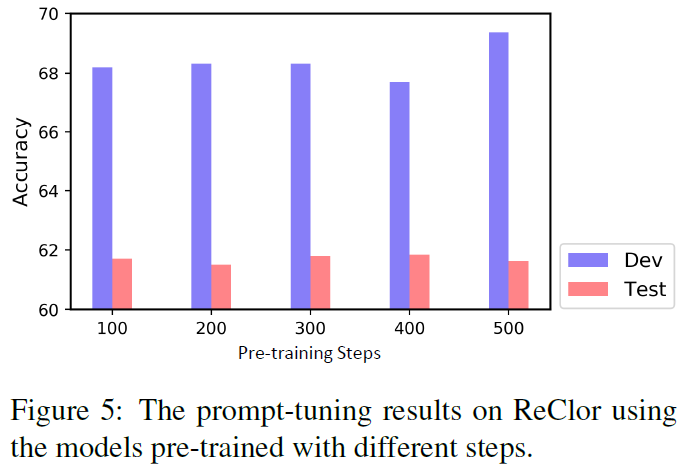 70
68
66
64
62
60
Accuracy
100 200 300 400 500
Pre-training Steps
Dev
Test
Figure 5: The prompt-tuning results on ReClor using
the models pre-trained with different steps.